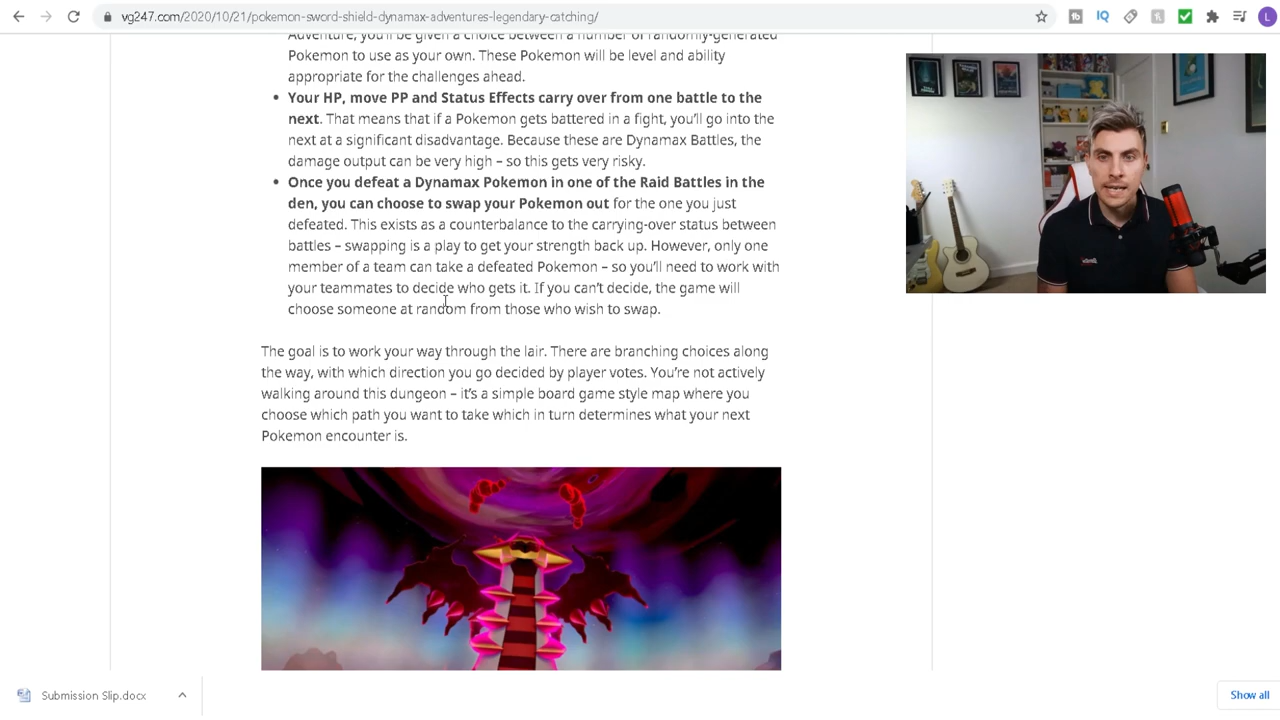 vg247.com/2020/10/21/pokemon-sword-shield-dynamax-adventures-legendary-catching/
Adventure, you'll be given a choice between a number of randomly-generated
Pokemon to use as your own. These Pokemon will be level and ability
appropriate for the challenges ahead.
• Your HP, move PP and Status Effects carry over from one battle to the
next. That means that if a Pokemon gets battered in a fight, you'll go into the
next at a significant disadvantage. Because these are Dynamax Battles, the
damage output can be very high – so this gets very risky.
• Once you defeat a Dynamax Pokemon in one of the Raid Battles in the
den, you can choose to swap your Pokemon out for the one you just
defeated. This exists as a counterbalance to the carrying-over status between
battles – swapping is a play to get your strength back up. However, only one
member of a team can take a defeated Pokemon – so you'll need to work with
your teammates to decide who gets it. If you can't decide, the game will
choose someone at random from those who wish to swap.
The goal is to work your way through the lair. There are branching choices along
the way, with which direction you go decided by player votes. You're not actively
walking around this dungeon – it's a simple board game style map where you
choose which path you want to take which in turn determines what your next
Pokemon encounter is.
Submission Slip.docx
Show all
IQ
L